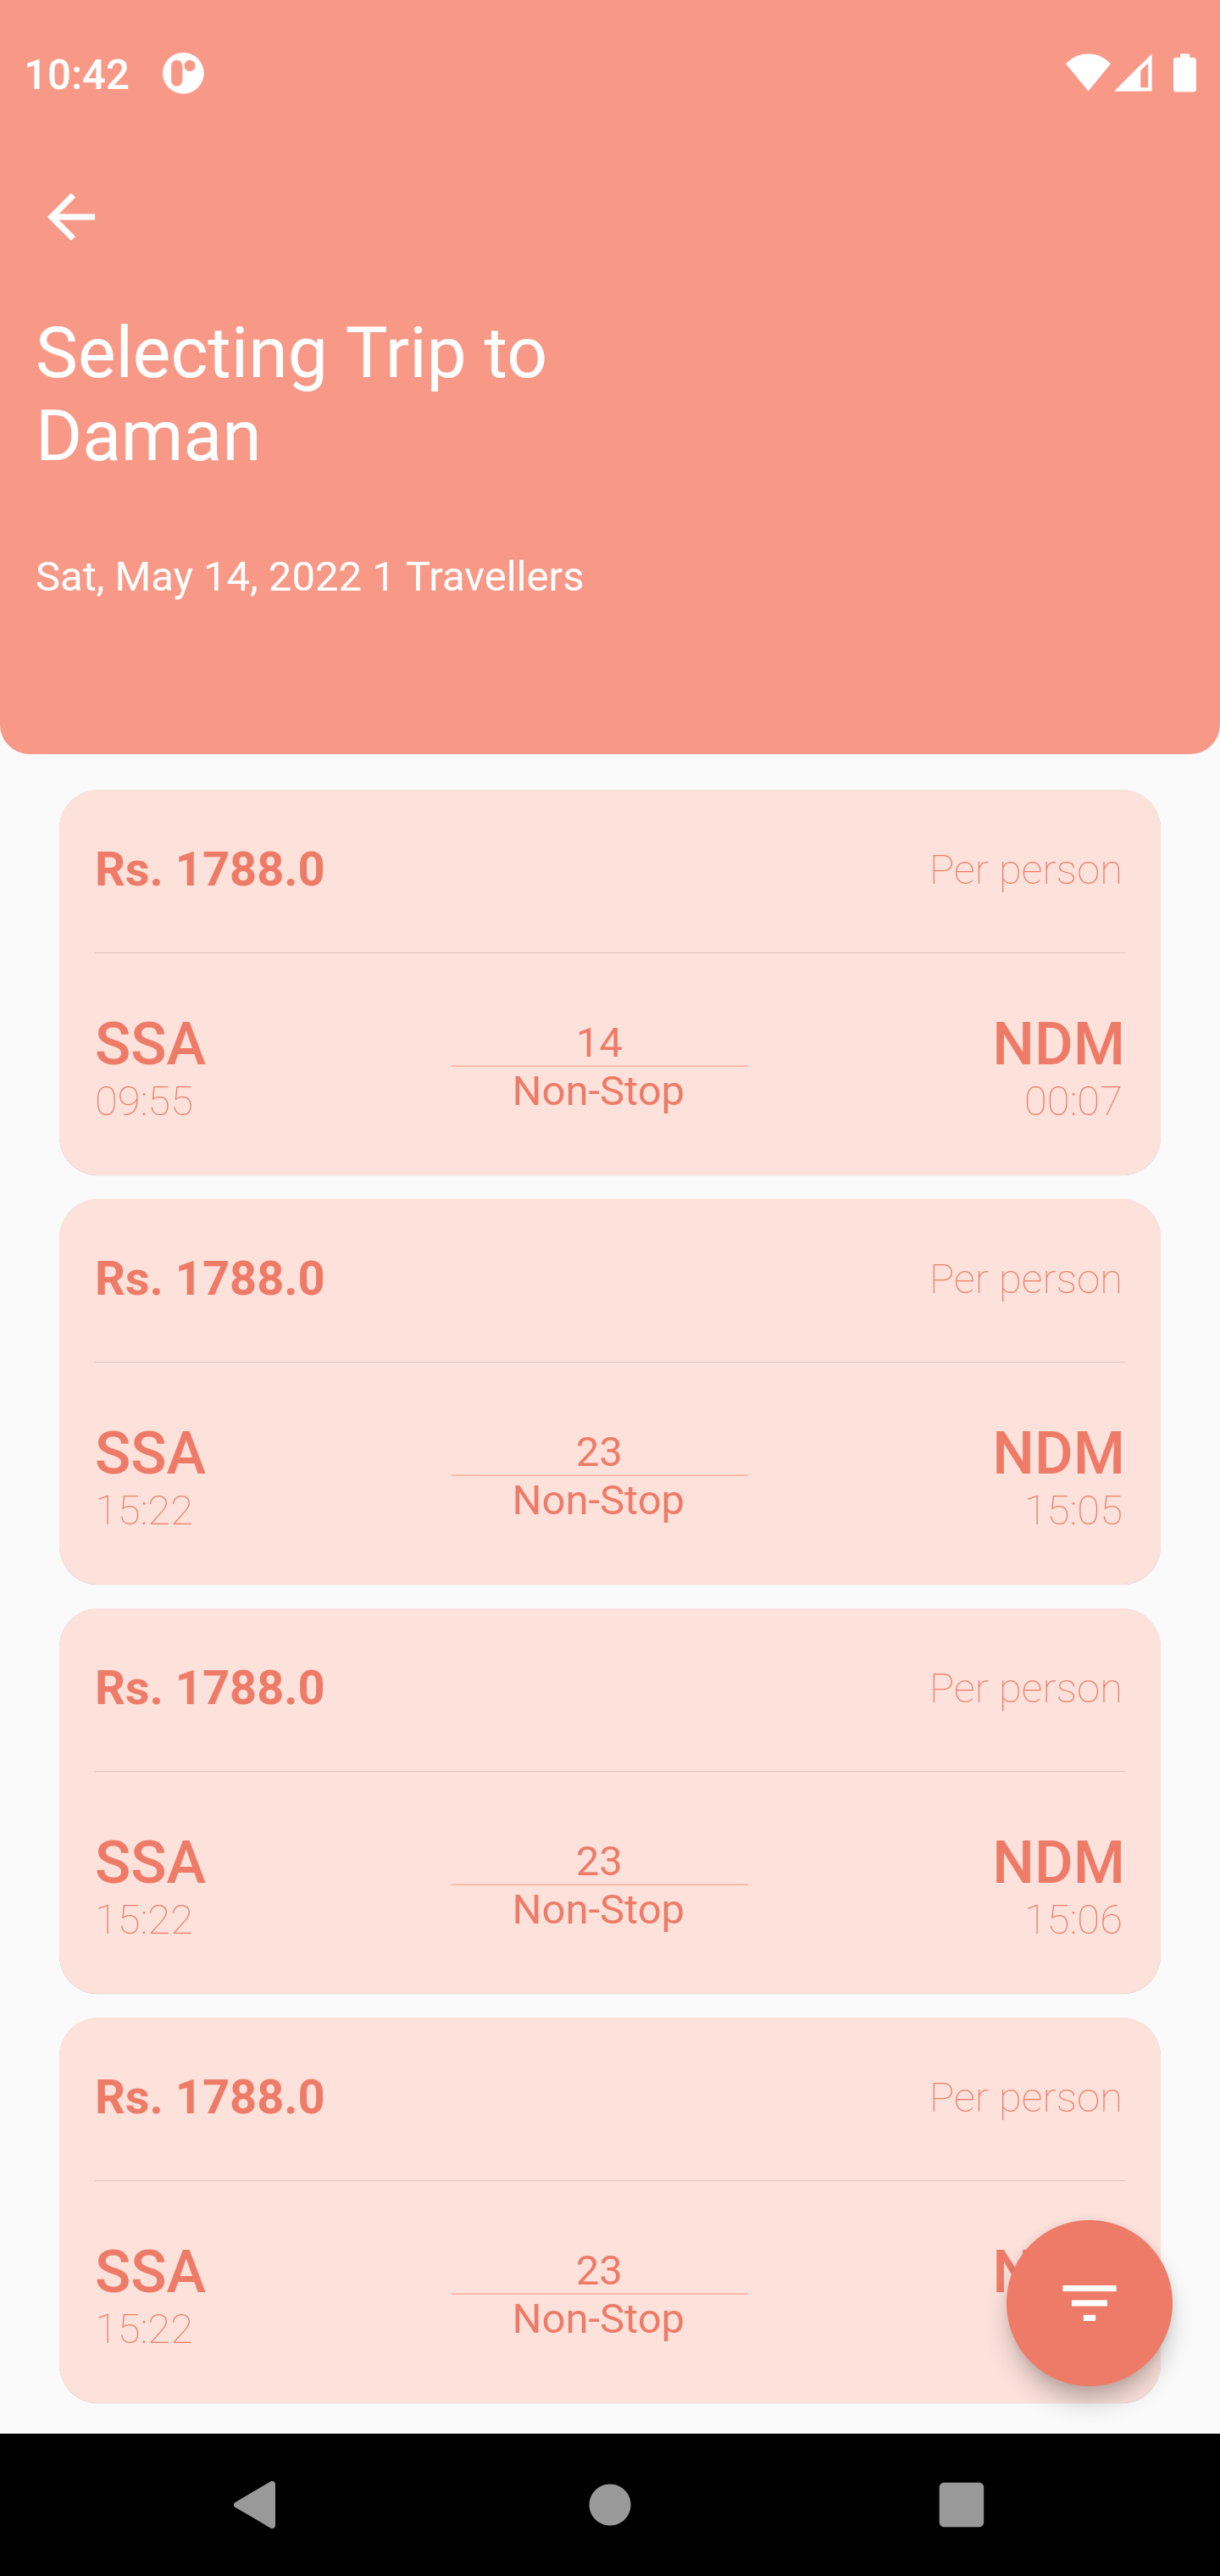 10:42
Selecting Trip to
Daman
Sat, May 14, 2022 1 Travellers
Rs. 1788.0 Per person
SSA 14 NDM
09:55 Non-Stop 00:07
Rs. 1788.0 Per person
SSA 23 NDM
15:22 Non-Stop 15:05
Rs. 1788.0 Per person
SSA 23 NDM
15:22 Non-Stop 15:06
Rs. 1788.0 Per person
SSA 23
15:22 Non-Stop